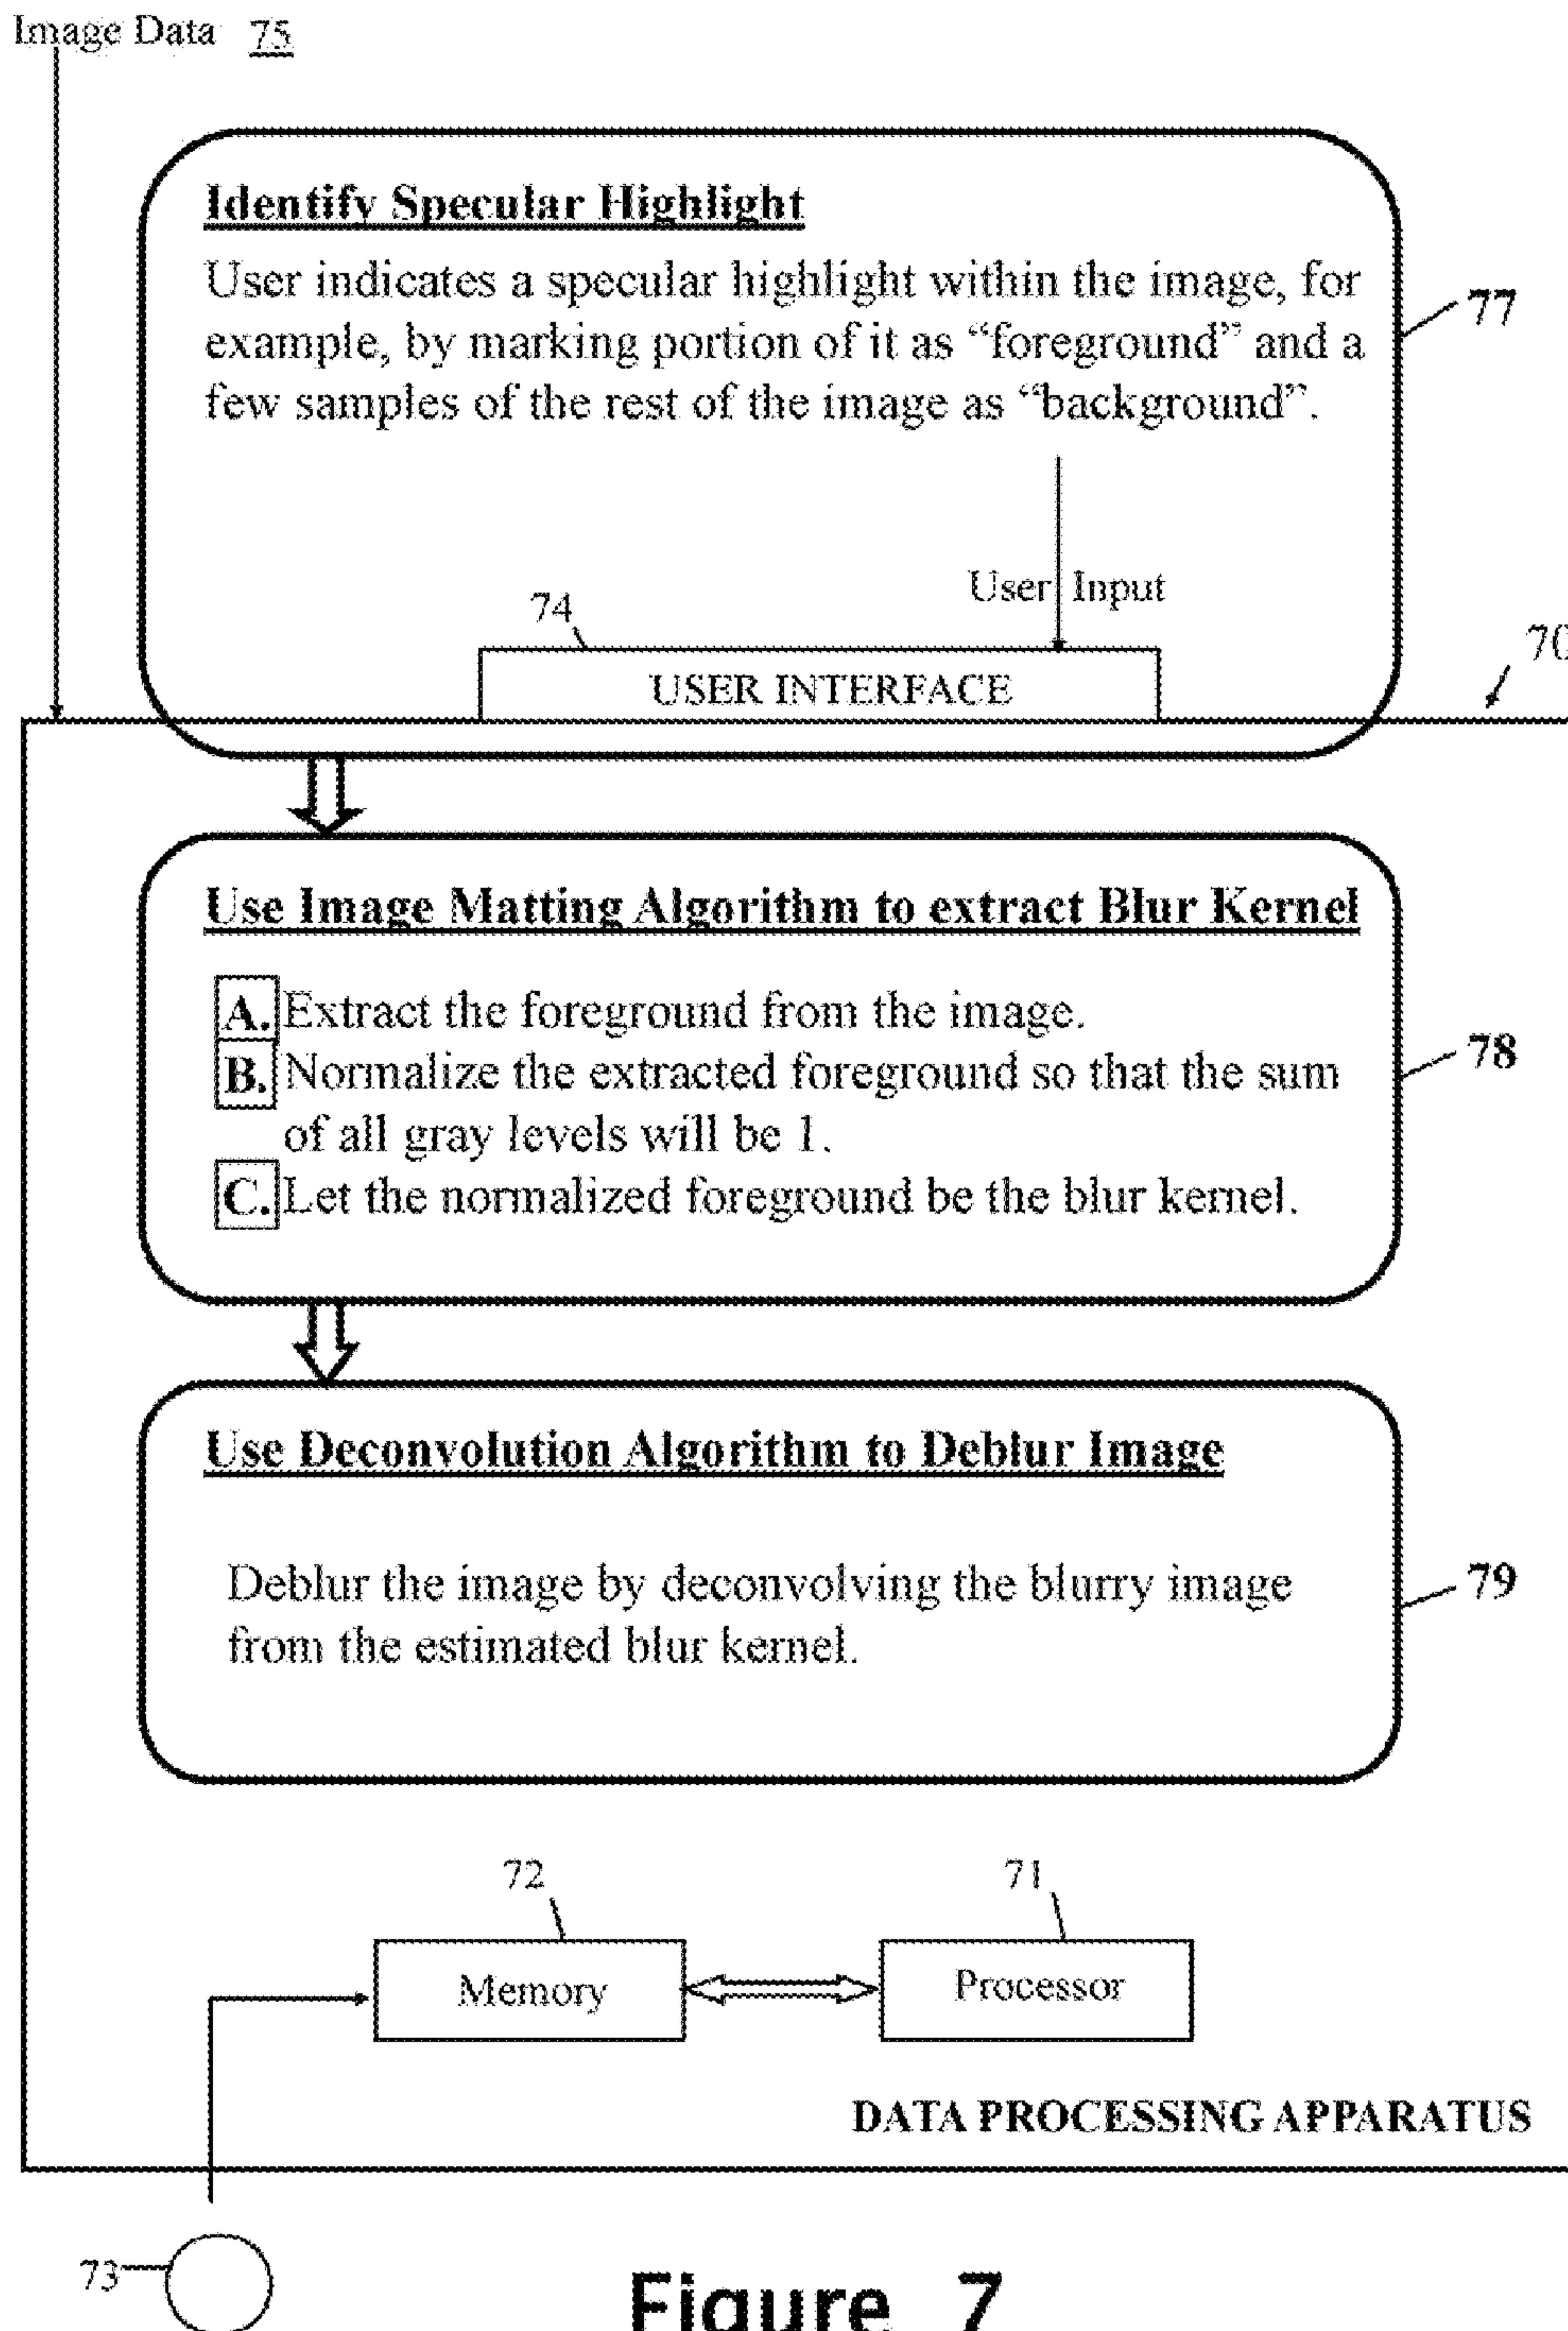 Image Data 75
Identify Specular Highlight
User indicates a specular highlight within the image, for
example, by marking portion of it as “foreground” and a
few samples of the rest of the image as “background”.
77
User Input
74
70
USER INTERFACE
Use Image Matting Algorithm to extract Blur Kernel
A. Extract the foreground from the image.
B. Normalize the extracted foreground so that the sum
of all gray levels will be 1.
C. Let the normalized foreground be the blur kernel.
78
Use Deconvolution Algorithm to Deblur Image
Deblur the image by deconvolving the blurry image
from the estimated blur kernel.
79
72
71
Memory
Processor
DATA PROCESSING APPARATUS
73
Figure 7